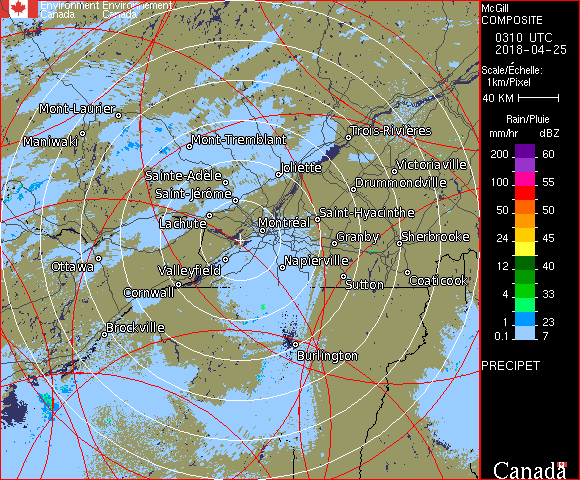 Environment Environnement
Canada Canada
McGill
COMPOSITE
0310 UTC
2018-04-25
Scale/Échelle:
1km/Pixel
40 KM
Rain/Pluie
mm/hr dBZ
200 60
100 55
50 50
24 45
12 40
4 33
1 23
0.1 7
PRECIPET
Canada
Mont-Laurier
Maniwaki
Mont-Tremblant
Trois-Rivières
Joliette
Victoriaville
Sainte-Adèle
Drummondville
Saint-Jérôme
Saint-Hyacinthe
Lachute
Montréal
Granby
Sherbrooke
Ottawa
Valleyfield
Napierville
Sutton
Coaticook
Cornwall
Brockville
Burlington